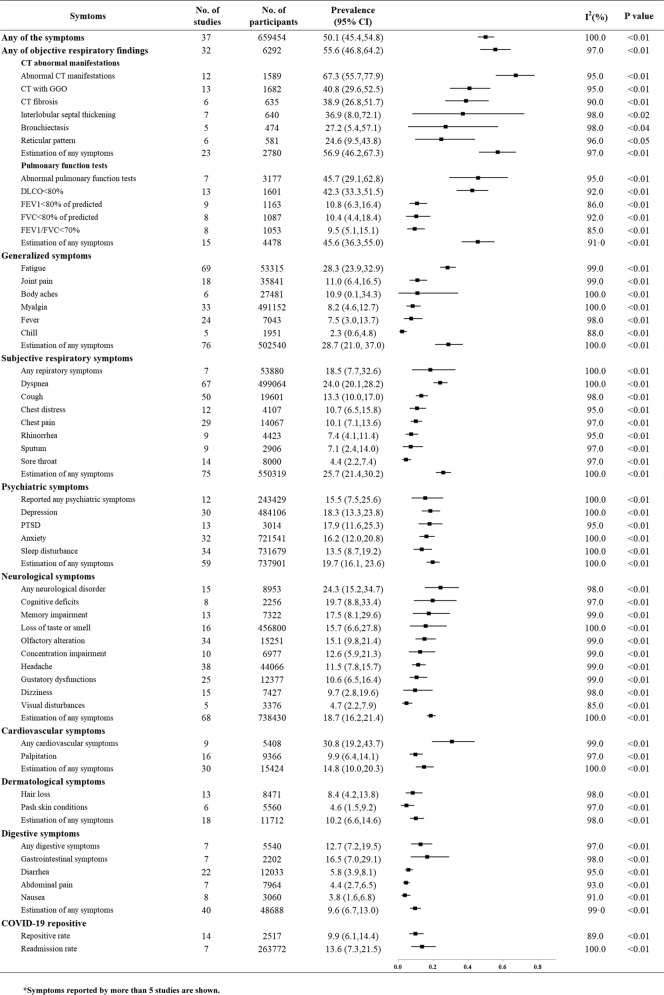 Symtoms No. of studies No. of participants Prevalence (95% CI) I²(%) P value
Any of the symptoms 37 659454 50.1 (45.4,54.8) 100.0 <0.01
Any of objective respiratory findings 32 6292 55.6 (46.8,64.2) 97.0 <0.01
CT abnormal manifestations
Abnormal CT manifestations 12 1589 67.3 (55.7,77.9) 95.0 <0.01
CT with GGO 13 1682 40.8 (29.6,52.5) 95.0 <0.01
CT fibrosis 6 635 38.9 (26.8,51.7) 90.0 <0.01
Interlobular septal thickening 7 640 36.9 (8.0,72.1) 98.0 <0.02
Bronchiectasis 5 474 27.2 (5.4,57.1) 98.0 <0.04
Reticular pattern 6 581 24.6 (9.5,43.8) 96.0 <0.05
Estimation of any symptoms 23 2780 56.9 (46.2,67.3) 97.0 <0.01
Pulmonary function tests
Abnormal pulmonary function tests 7 3177 45.7 (29.1,62.8) 95.0 <0.01
DLCO<80% 13 1601 42.3 (33.3,51.5) 92.0 <0.01
FEV1<80% of predicted 9 1163 10.8 (6.3,16.4) 86.0 <0.01
FVC<80% of predicted 8 1087 10.4 (4.4,18.4) 92.0 <0.01
FEV1/FVC<70% 8 1053 9.5 (5.1,15.1) 85.0 <0.01
Estimation of any symptoms 15 4478 45.6 (36.3,55.0) 91·0 <0.01
Generalized symptoms
Fatigue 69 53315 28.3 (23.9,32.9) 99.0 <0.01
Joint pain 18 35841 11.0 (6.4,16.5) 99.0 <0.01
Body aches 6 27481 10.9 (0.1,34.3) 100.0 <0.01
Myalgia 33 491152 8.2 (4.6,12.7) 100.0 <0.01
Fever 24 7043 7.5 (3.0,13.7) 98.0 <0.01
Chill 5 1951 2.3 (0.6,4.8) 88.0 <0.01
Estimation of any symptoms 76 502540 28.7 (21.0, 37.0) 100.0 <0.01
Subjective respiratory symptoms
Any repiratory symptoms 7 53880 18.5 (7.7,32.6) 100.0 <0.01
Dyspnea 67 499064 24.0 (20.1,28.2) 100.0 <0.01
Cough 50 19601 13.3 (10.0,17.0) 98.0 <0.01
Chest distress 12 4107 10.7 (6.5,15.8) 95.0 <0.01
Chest pain 29 14067 10.1 (7.1,13.6) 97.0 <0.01
Rhinorrhea 9 4423 7.4 (4.1,11.4) 95.0 <0.01
Sputum 9 2906 7.1 (2.4,14.0) 97.0 <0.01
Sore throat 14 8000 4.4 (2.2,7.4) 97.0 <0.01
Estimation of any symptoms 75 550319 25.7 (21.4,30.2) 100.0 <0.01
Psychiatric symptoms
Reported any psychiatric symptoms 12 243429 15.5 (7.5,25.6) 100.0 <0.01
Depression 30 484106 18.3 (13.3,23.8) 100.0 <0.01
PTSD 13 3014 17.9 (11.6,25.3) 95.0 <0.01
Anxiety 32 721541 16.2 (12.0,20.8) 100.0 <0.01
Sleep disturbance 34 731679 13.5 (8.7,19.2) 100.0 <0.01
Estimation of any symptoms 59 737901 19.7 (16.1, 23.6) 100.0 <0.01
Neurological symptoms
Any neurological disorder 15 8953 24.3 (15.2,34.7) 98.0 <0.01
Cognitive deficits 8 2256 19.7 (8.8,33.4) 97.0 <0.01
Memory impairment 13 7322 17.5 (8.1,29.6) 99.0 <0.01
Loss of taste or smell 16 456800 15.7 (6.6,27.8) 100.0 <0.01
Olfactory alteration 34 15251 15.1 (9.8,21.4) 99.0 <0.01
Concentration impairment 10 6977 12.6 (5.9,21.3) 99.0 <0.01
Headache 38 44066 11.5 (7.8,15.7) 99.0 <0.01
Gustatory dysfunctions 25 12377 10.6 (6.5,16.4) 99.0 <0.01
Dizziness 15 7427 9.7 (2.8,19.6) 98.0 <0.01
Visual disturbances 5 3376 4.7 (2.2,7.9) 85.0 <0.01
Estimation of any symptoms 68 738430 18.7 (16.2,21.4) 100.0 <0.01
Cardiovascular symptoms
Any cardiovascular symptoms 9 5408 30.8 (19.2,43.7) 99.0 <0.01
Palpitation 16 9366 9.9 (6.4,14.1) 97.0 <0.01
Estimation of any symptoms 30 15424 14.8 (10.0,20.3) 100.0 <0.01
Dermatological symptoms
Hair loss 13 8471 8.4 (4.2,13.8) 98.0 <0.01
Pash skin conditions 6 5560 4.6 (1.5,9.2) 97.0 <0.01
Estimation of any symptoms 18 11712 10.2 (6.6,14.6) 98.0 <0.01
Digestive symptoms
Any digestive symptoms 7 5540 12.7 (7.2,19.5) 97.0 <0.01
Gastrointestinal symptoms 7 2202 16.5 (7.0,29.1) 98.0 <0.01
Diarrhea 22 12033 5.8 (3.9,8.1) 95.0 <0.01
Abdominal pain 7 7964 4.4 (2.7,6.5) 93.0 <0.01
Nausea 8 3060 3.8 (1.6,6.8) 91.0 <0.01
Estimation of any symptoms 40 48688 9.6 (6.7,13.0) 99·0 <0.01
COVID-19 repositive
Repositive rate 14 2517 9.9 (6.1,14.4) 89.0 <0.01
Readmission rate 7 263772 13.6 (7.3,21.5) 100.0 <0.01
0.0 0.2 0.4 0.6 0.8
*Symptoms reported by more than 5 studies are shown.